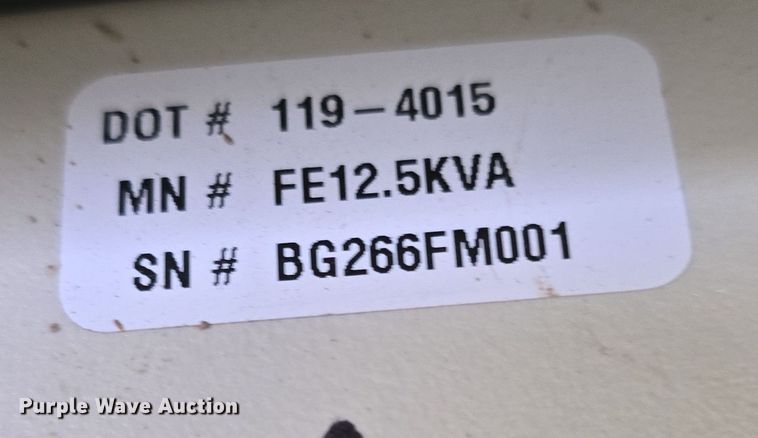 DOT # 119-4015
MN # FE12.5KVA
SN # BG266FM001
Purple Wave Auction